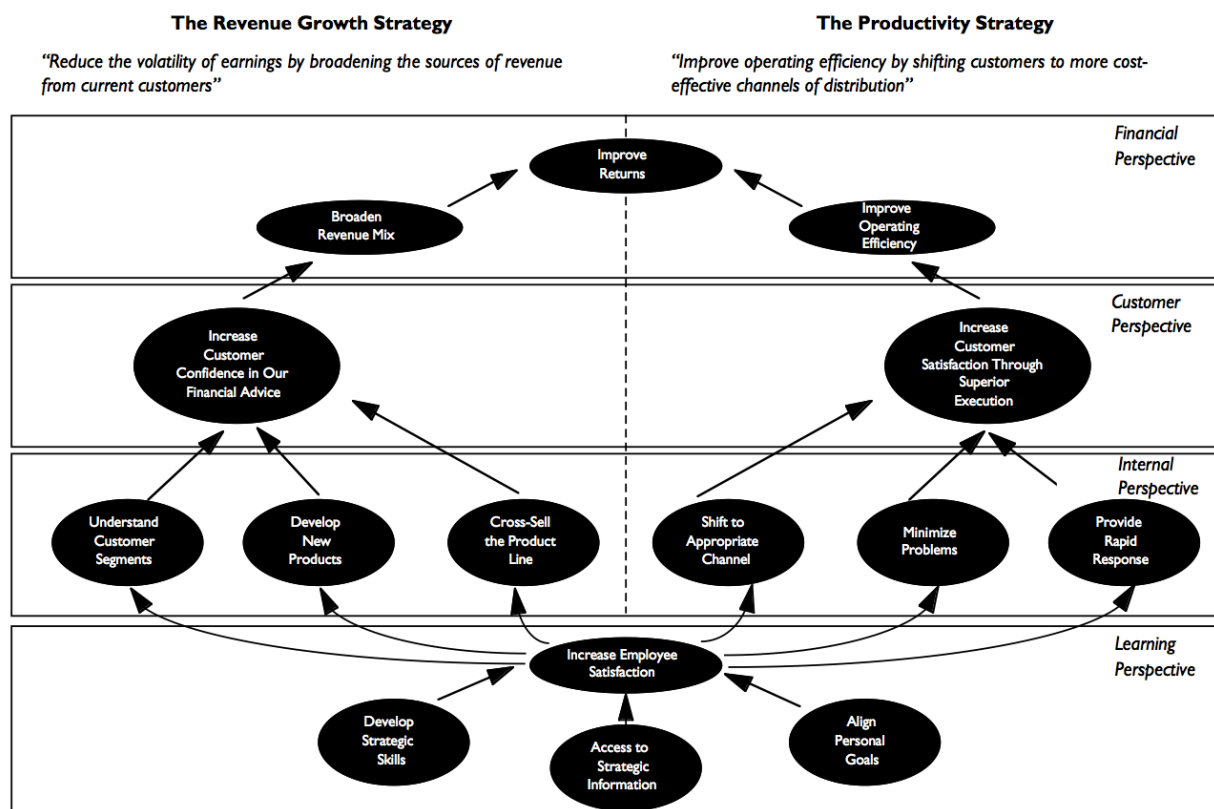 The Revenue Growth Strategy
The Productivity Strategy
“Reduce the volatility of earnings by broadening the sources of revenue
from current customers”
“Improve operating efficiency by shifting customers to more cost-
effective channels of distribution”
Financial
Perspective
Improve
Returns
Broaden
Revenue Mix
Improve
Operating
Efficiency
Customer
Perspective
Increase
Customer
Confidence in Our
Financial Advice
Increase
Customer
Satisfaction Through
Superior
Execution
Internal
Perspective
Understand
Customer
Segments
Develop
New
Products
Cross-Sell
the Product
Line
Shift to
Appropriate
Channel
Minimize
Problems
Provide
Rapid
Response
Learning
Perspective
Increase Employee
Satisfaction
Develop
Strategic
Skills
Access to
Strategic
Information
Align
Personal
Goals